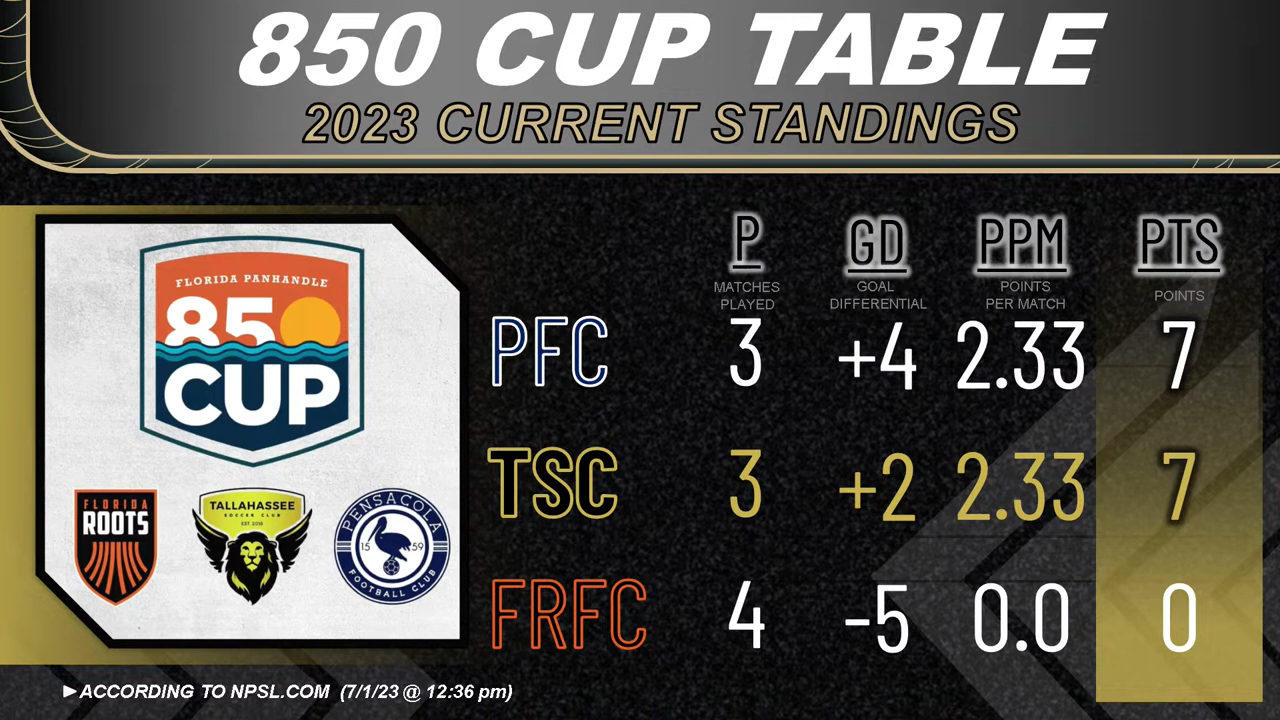 850 CUP TABLE
2023 CURRENT STANDINGS
FLORIDA PANHANDLE
850
CUP
FLORIDA
ROOTS
TALLAHASSEE
SOCCER CLUB
EST. 2018
PENSACOLA
15 59
FOOTBALL CLUB
P GD PPM PTS
MATCHES PLAYED GOAL DIFFERENTIAL POINTS PER MATCH POINTS
PFC 3 +4 2.33 7
TSC 3 +2 2.33 7
FRFC 4 -5 0.0 0
►ACCORDING TO NPSL.COM (7/1/23 @ 12:36 pm)